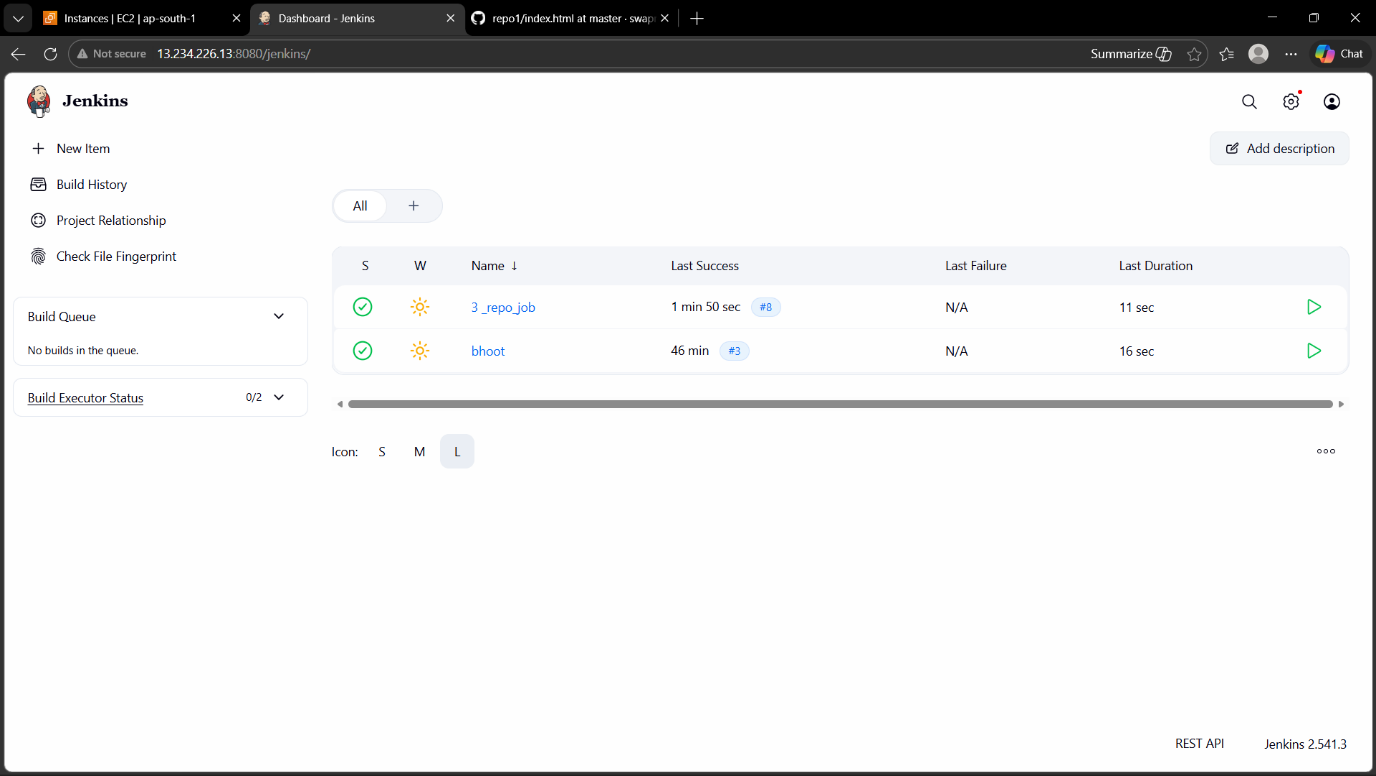 Instances | EC2 | ap-south-1
Dashboard - Jenkins
repo1/index.html at master · swap
Not secure 13.234.226.13:8080/jenkins/
Summarize
Chat
Jenkins
New Item
Add description
Build History
Project Relationship
Check File Fingerprint
All +
S W Name ↓ Last Success Last Failure Last Duration
3 _repo_job 1 min 50 sec #8 N/A 11 sec
bhoot 46 min #3 N/A 16 sec
Build Queue
No builds in the queue.
Build Executor Status 0/2
Icon: S M L
REST API Jenkins 2.541.3